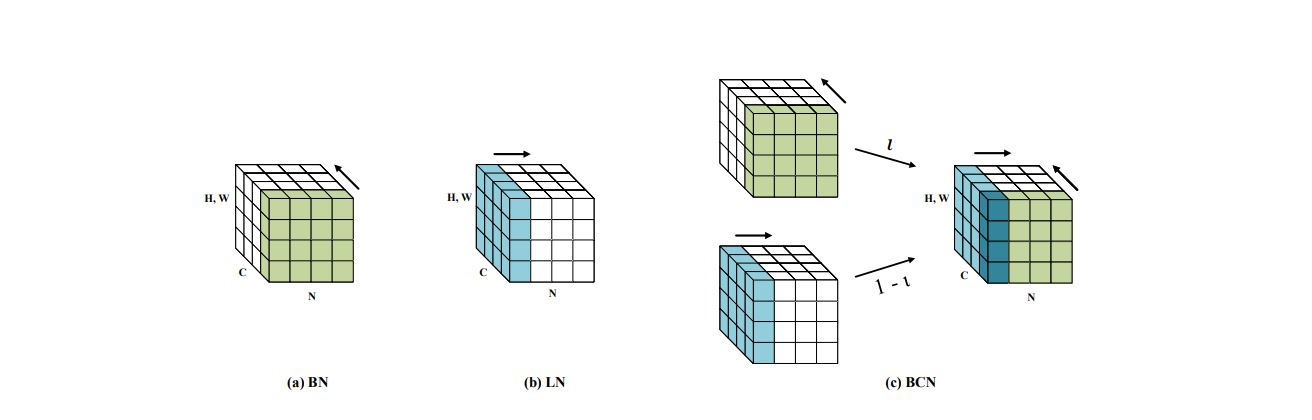 H, W
C
N
(a) BN
H, W
C
N
(b) LN
l
1 - ι
H, W
C
N
(c) BCN